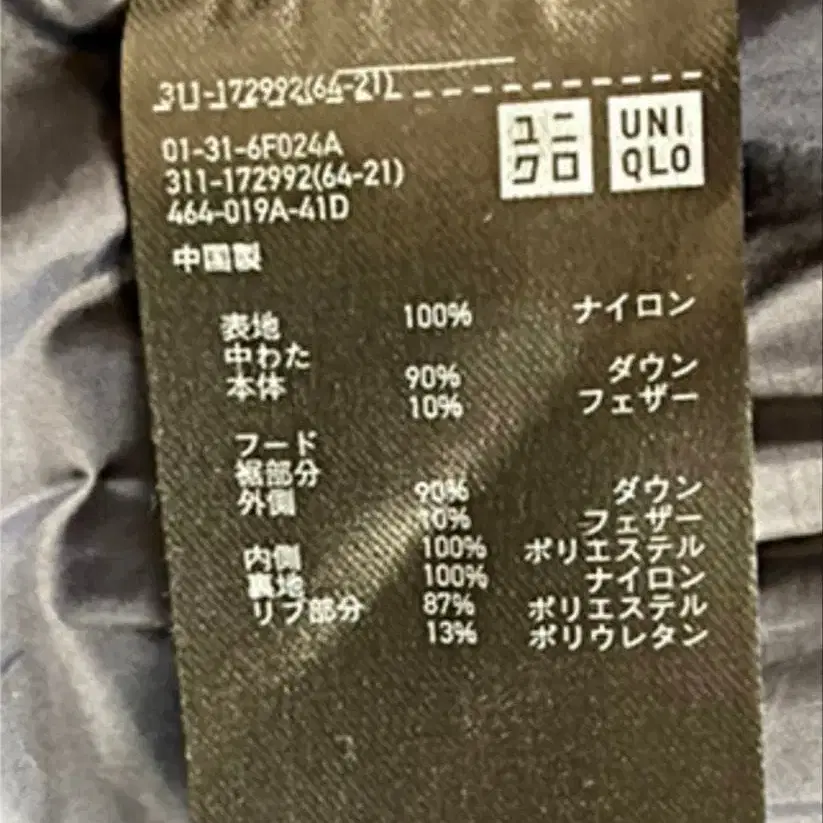 311-172992(64-21)
ユニクロ
UNIQLO
01-31-6F024A
311-172992(64-21)
464-019A-41D
中国製
表地 100% ナイロン
中わた
本体 90% ダウン
10% フェザー
フード
裾部分
外側 90% ダウン
10% フェザー
内側 100% ポリエステル
裏地 100% ナイロン
リブ部分 87% ポリエステル
13% ポリウレタン